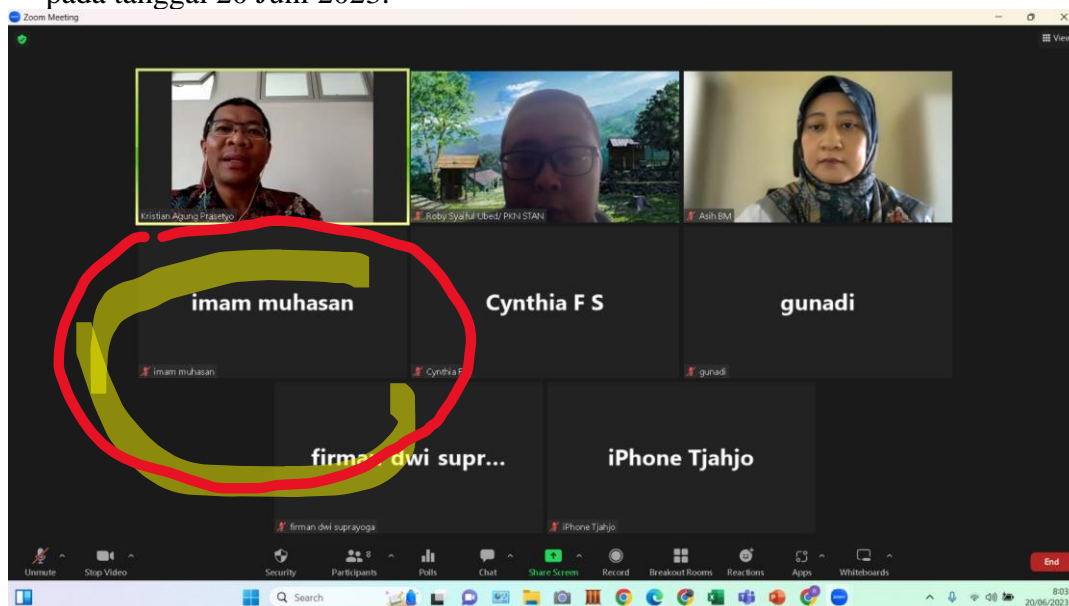 pada tanggal 20 Juni 2023.
Zoom Meeting
View
Kristian Agung Prasetyo
Roby Syaiful Ubed/ PKN STAN
Asih BM
imam muhasan
Cynthia F S
gunadi
imam muhasan
Cynthia F
gunadi
firman dwi supr...
iPhone Tjahjo
firman dwi suprayoga
iPhone Tjahjo
Unmute Stop Video Security Participants 8 Polls Chat Share Screen Record Breakout Rooms Reactions Apps Whiteboards End
Search
8:03
20/06/2023